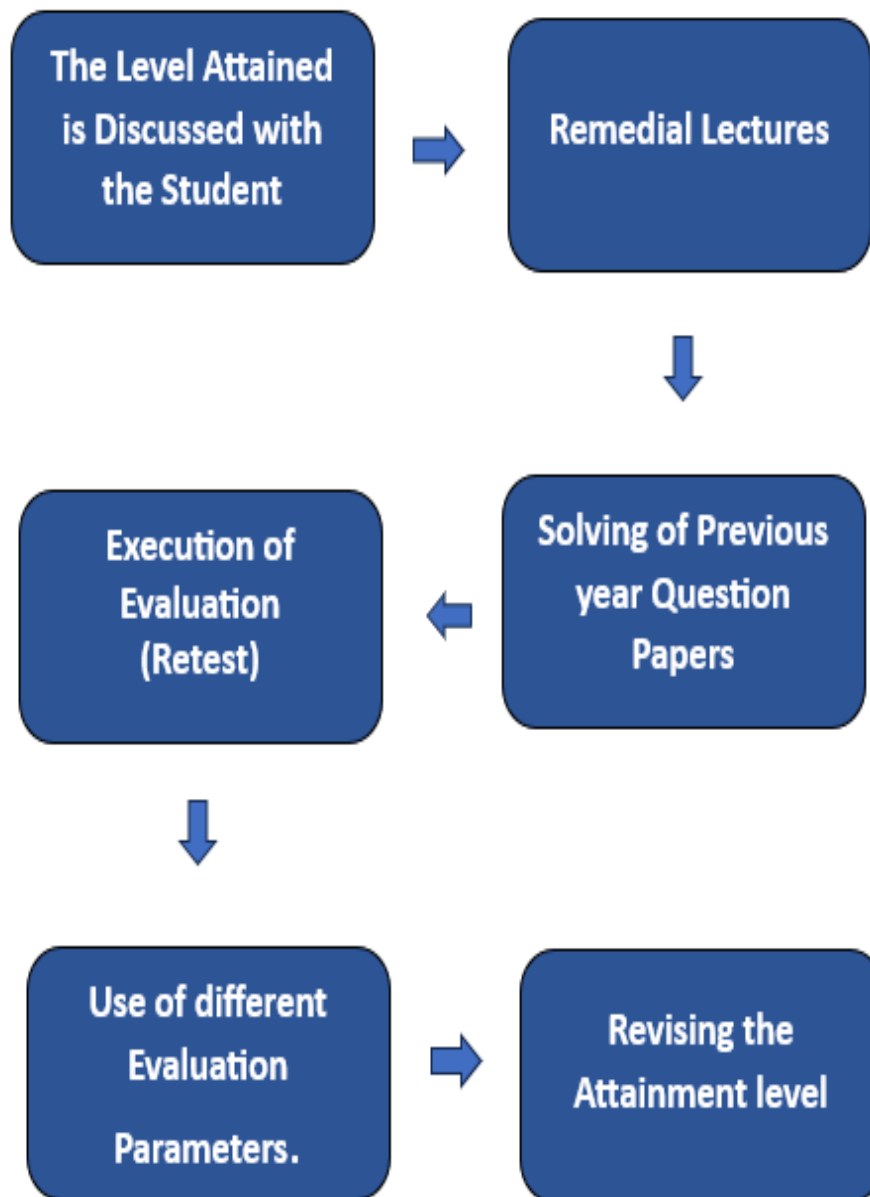 The Level Attained
is Discussed with
the Student
Remedial Lectures
Solving of Previous
year Question
Papers
Execution of
Evaluation
(Retest)
Use of different
Evaluation
Parameters.
Revising the
Attainment level